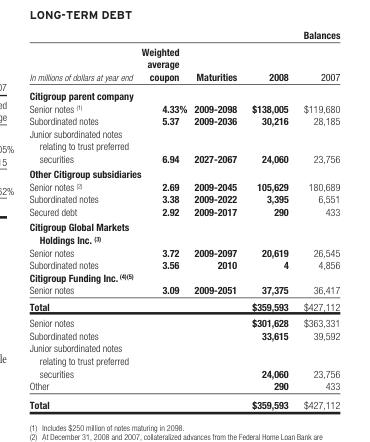 LONG-TERM DEBT
Balances
Weighted
average
In millions of dollars at year end coupon Maturities 2008 2007
Citigroup parent company
Senior notes (1) 4.33% 2009-2098 $138,005 $119,680
Subordinated notes 5.37 2009-2036 30,216 28,185
Junior subordinated notes
relating to trust preferred
securities 6.94 2027-2067 24,060 23,756
Other Citigroup subsidiaries
Senior notes (2) 2.69 2009-2045 105,629 180,689
Subordinated notes 3.38 2009-2022 3,395 6,551
Secured debt 2.92 2009-2017 290 433
Citigroup Global Markets
Holdings Inc. (3)
Senior notes 3.72 2009-2097 20,619 26,545
Subordinated notes 3.56 2010 4 4,856
Citigroup Funding Inc. (4)(5)
Senior notes 3.09 2009-2051 37,375 36,417
Total $359,593 $427,112
Senior notes $301,628 $363,331
Subordinated notes 33,615 39,592
Junior subordinated notes
relating to trust preferred
securities 24,060 23,756
Other 290 433
Total $359,593 $427,112
(1) Includes $250 million of notes maturing in 2098.
(2) At December 31, 2008 and 2007, collateralized advances from the Federal Home Loan Bank are